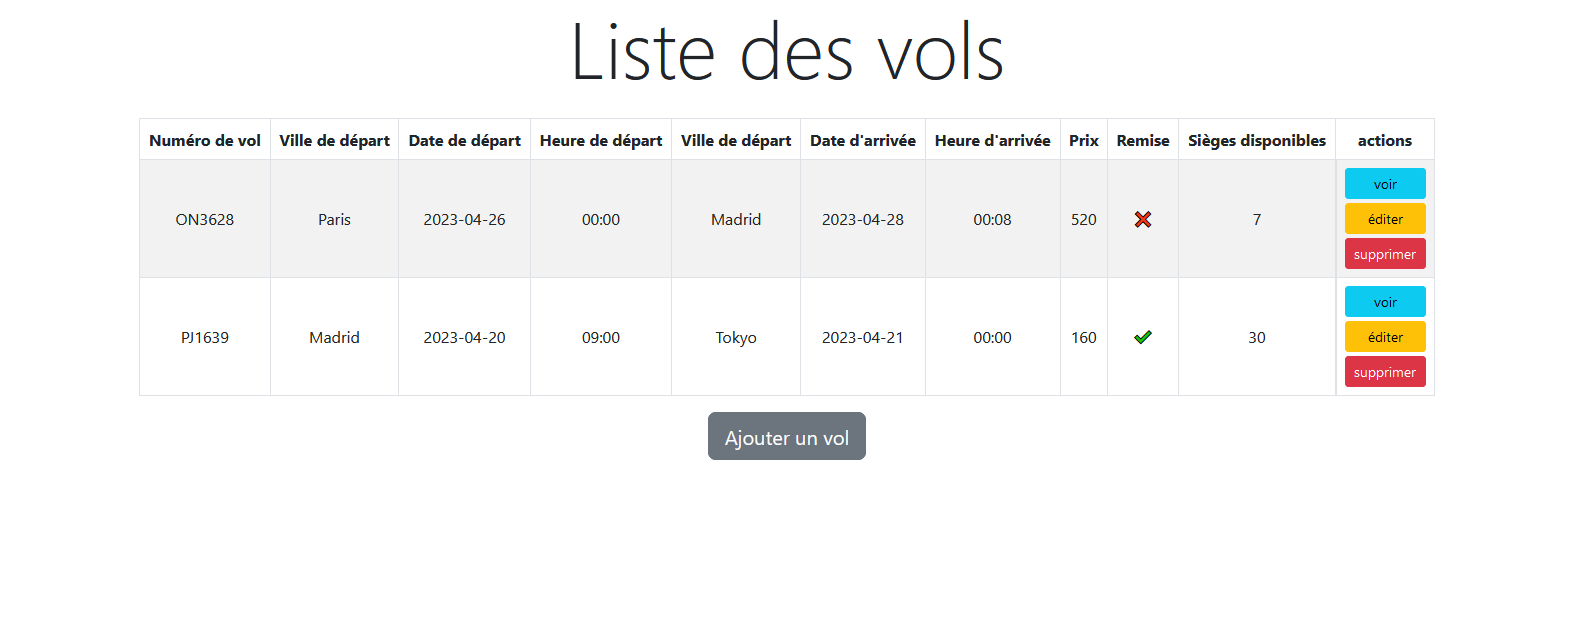 Liste des vols
Numéro de vol Ville de départ Date de départ Heure de départ Ville de départ Date d'arrivée Heure d'arrivée Prix Remise Sièges disponibles actions
ON3628 Paris 2023-04-26 00:00 Madrid 2023-04-28 00:08 520 7 voir
éditer
supprimer
PJ1639 Madrid 2023-04-20 09:00 Tokyo 2023-04-21 00:00 160 30 voir
éditer
supprimer
Ajouter un vol